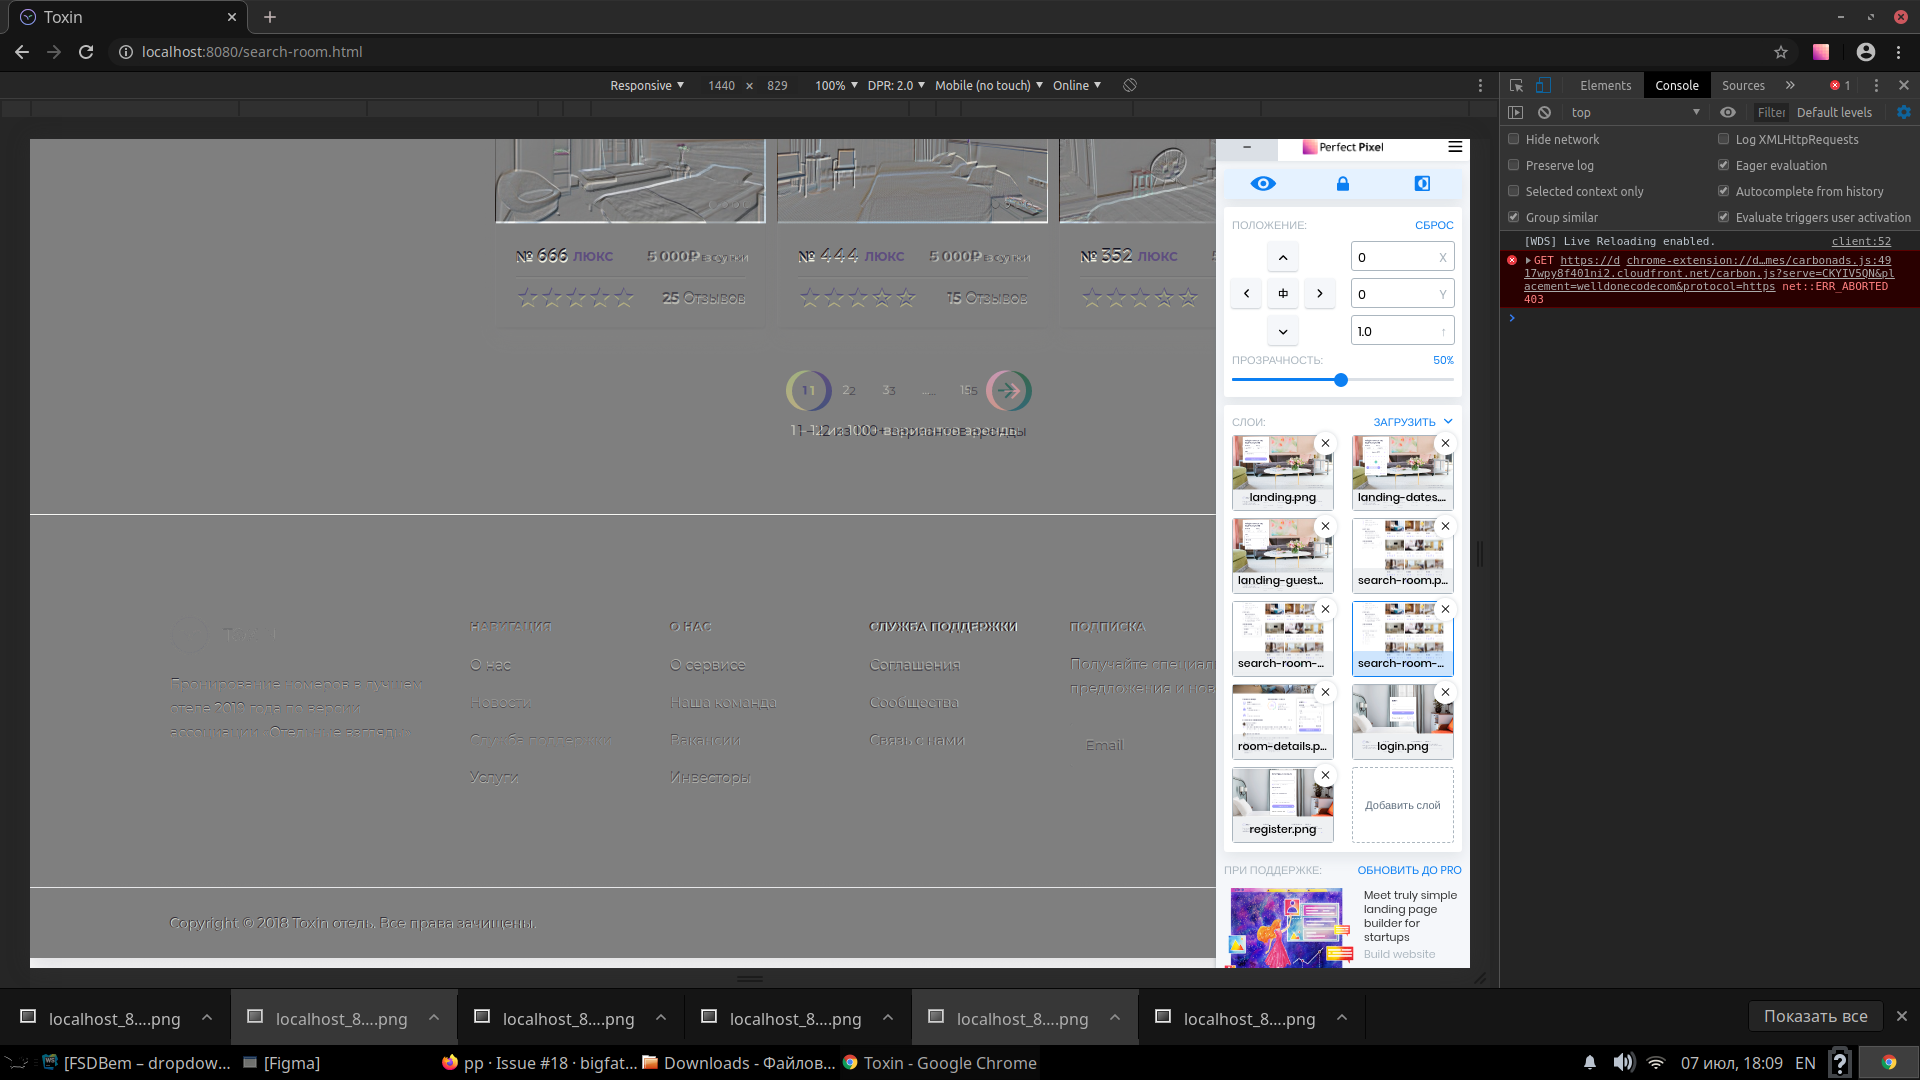 Toxin
localhost:8080/search-room.html
Responsive 1440 × 829 100% DPR: 2.0 Mobile (no touch) Online
Elements Console Sources 1
top Filter Default levels
Hide network Log XMLHttpRequests
Preserve log Eager evaluation
Selected context only Autocomplete from history
Group similar Evaluate triggers user activation
[WDS] Live Reloading enabled. client:52
GET https://d chrome-extension://d…mes/carbonads.js:49
17wpy8f401ni2.cloudfront.net/carbon.js?serve=CKYIV5QN&pl
acement=welldonecodecom&protocol=https net::ERR_ABORTED
403
№ 666 ЛЮКС 5 000₽ в сутки
25 Отзывов
№ 444 ЛЮКС 5 000₽ в сутки
15 Отзывов
№ 352 ЛЮКС
1 2 3 ... 15
1 – 12 из 100+ вариантов аренды
НАВИГАЦИЯ
О нас
Новости
Служба поддержки
Услуги
О НАС
О сервисе
Наша команда
Вакансии
Инвесторы
СЛУЖБА ПОДДЕРЖКИ
Соглашения
Сообщества
Связь с нами
ПОДПИСКА
Получайте специал
предложения и нов
Email
Бронирование номеров в лучшем
отеле 2019 года по версии
ассоциации «Отельные взгляды»
Copyright © 2018 Toxin отель. Все права защищены.
Perfect Pixel
ПОЛОЖЕНИЕ: СБРОС
0 X
0 Y
1.0
ПРОЗРАЧНОСТЬ: 50%
СЛОИ: ЗАГРУЗИТЬ
landing.png landing-dates....
landing-guest... search-room.p...
search-room-... search-room-...
room-details.p... login.png
register.png Добавить слой
ПРИ ПОДДЕРЖКЕ: ОБНОВИТЬ ДО PRO
Meet truly simple
landing page
builder for
startups
Build website
localhost_8....png localhost_8....png localhost_8....png localhost_8....png localhost_8....png localhost_8....png Показать все
[FSDBem – dropdow... [Figma] pp · Issue #18 · bigfat... Downloads - Файлов... Toxin - Google Chrome 07 июл, 18:09 EN